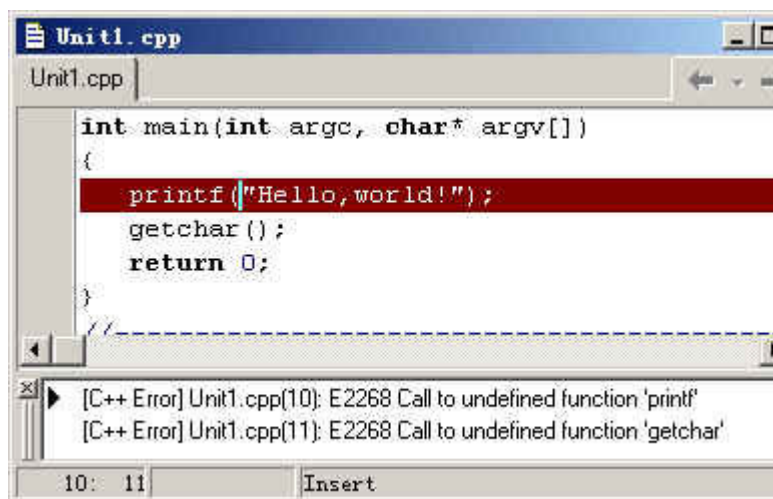 Unit1.cpp
Unit1.cpp
int main(int argc, char* argv[])
{
printf("Hello,world!");
getchar();
return 0;
}
//----------------------------------------
[C++ Error] Unit1.cpp(10): E2268 Call to undefined function 'printf'
[C++ Error] Unit1.cpp(11): E2268 Call to undefined function 'getchar'
10: 11 Insert